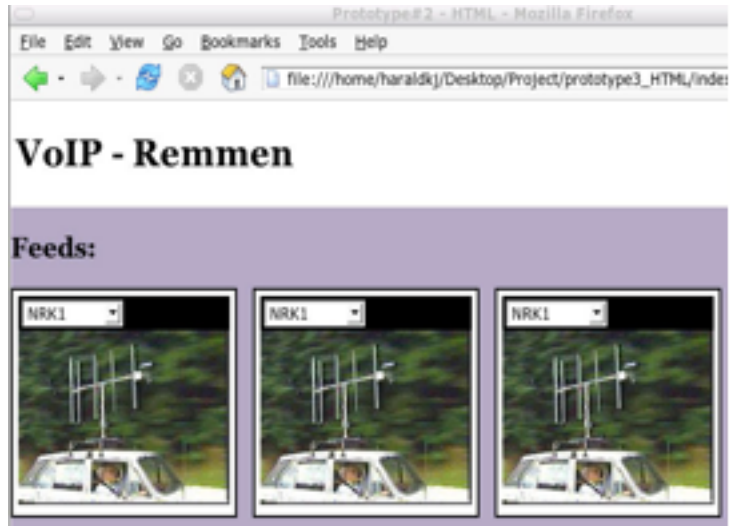 Prototype#2 - HTML - Mozilla Firefox
File Edit View Go Bookmarks Tools Help
file:///home/haraldkj/Desktop/Project/prototype3_HTML/inde
VoIP - Remmen
Feeds:
NRK1 NRK1 NRK1